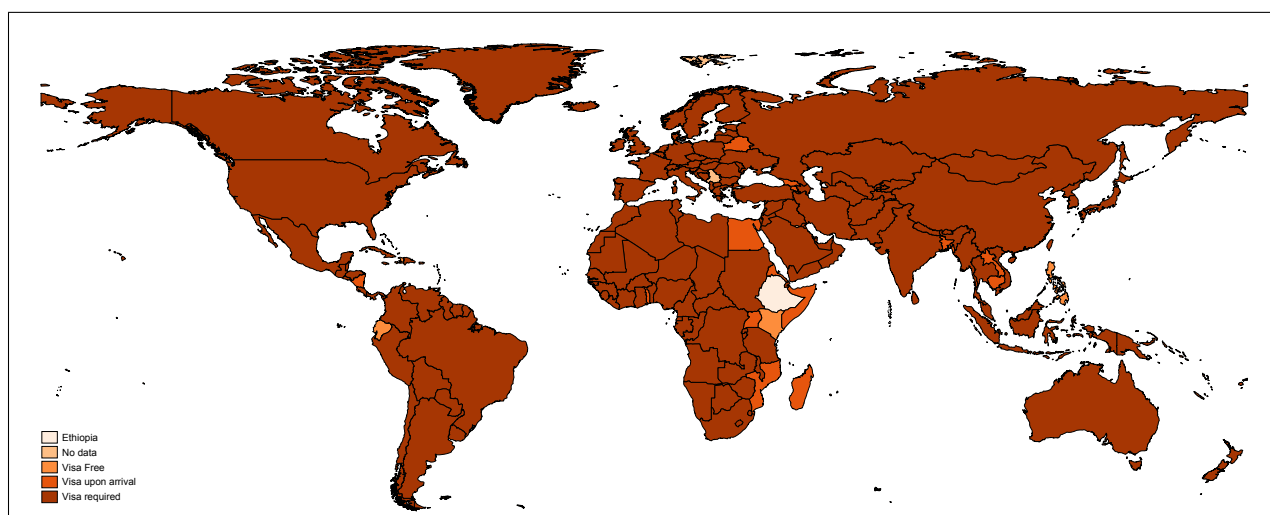 Ethiopia
No data
Visa Free
Visa upon arrival
Visa required